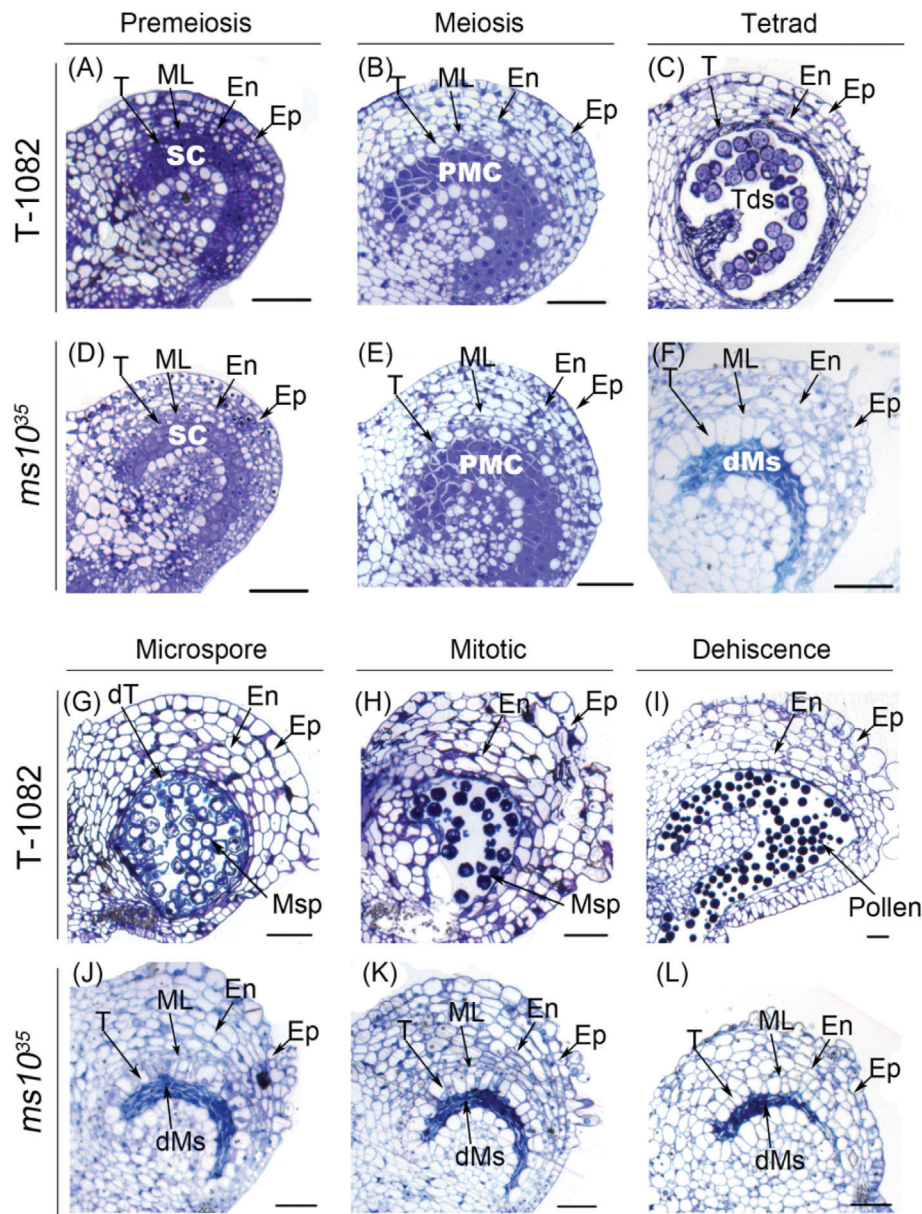 Premeiosis Meiosis Tetrad
T-1082
(A) T ML En Ep SC
(B) T ML En Ep PMC
(C) T En Ep Tds
ms10³⁵
(D) T ML En Ep SC
(E) T ML En Ep PMC
(F) T ML En Ep dMs
Microspore Mitotic Dehiscence
T-1082
(G) dT En Ep Msp
(H) En Ep Msp
(I) En Ep Pollen
ms10³⁵
(J) T ML En Ep dMs
(K) T ML En Ep dMs
(L) T ML En Ep dMs